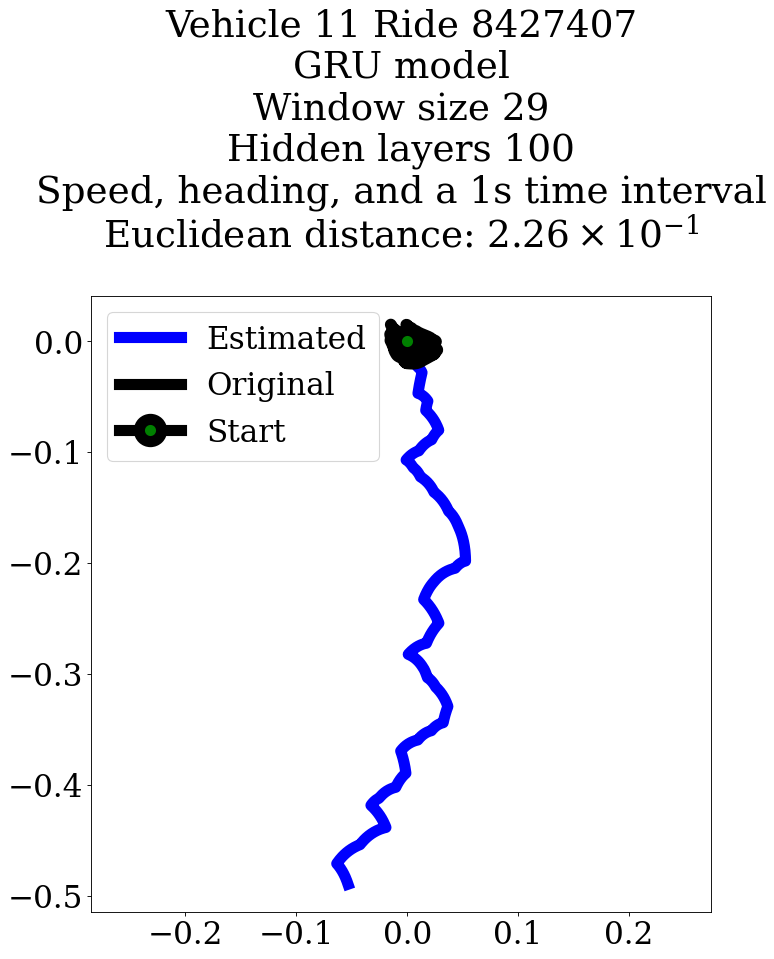 Vehicle 11 Ride 8427407
GRU model
Window size 29
Hidden layers 100
Speed, heading, and a 1s time interval
Euclidean distance: 2.26 × 10⁻¹
Estimated
Original
Start
0.0
−0.1
−0.2
−0.3
−0.4
−0.5
−0.2 −0.1 0.0 0.1 0.2